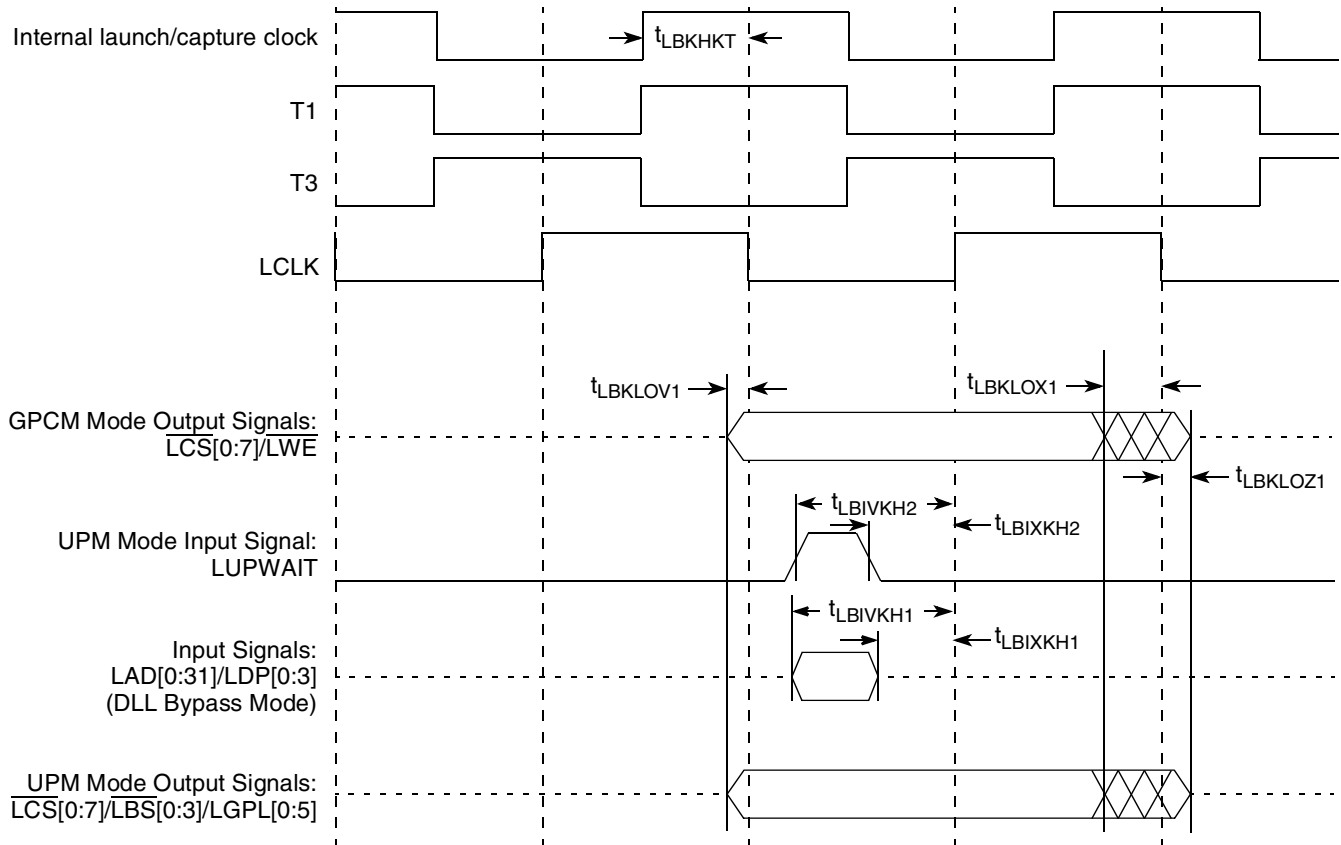 Internal launch/capture clock
tLBKHKT
T1
T3
LCLK
tLBKLOV1
tLBKLOX1
GPCM Mode Output Signals:
LCS[0:7]/LWE
tLBKLOZ1
tLBIVKH2
tLBIXKH2
UPM Mode Input Signal:
LUPWAIT
tLBIVKH1
tLBIXKH1
Input Signals:
LAD[0:31]/LDP[0:3]
(DLL Bypass Mode)
UPM Mode Output Signals:
LCS[0:7]/LBS[0:3]/LGPL[0:5]